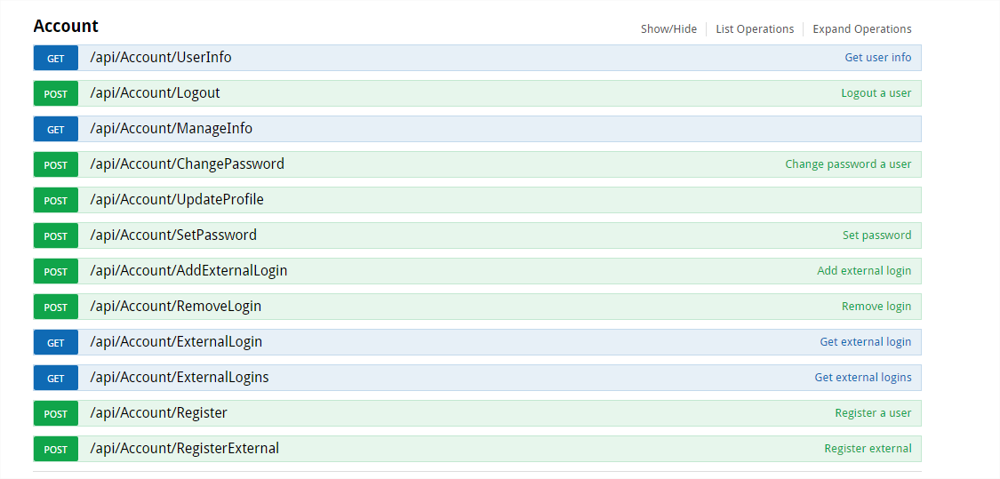 Account Show/Hide List Operations Expand Operations
GET /api/Account/UserInfo Get user info
POST /api/Account/Logout Logout a user
GET /api/Account/ManageInfo
POST /api/Account/ChangePassword Change password a user
POST /api/Account/UpdateProfile
POST /api/Account/SetPassword Set password
POST /api/Account/AddExternalLogin Add external login
POST /api/Account/RemoveLogin Remove login
GET /api/Account/ExternalLogin Get external login
GET /api/Account/ExternalLogins Get external logins
POST /api/Account/Register Register a user
POST /api/Account/RegisterExternal Register external